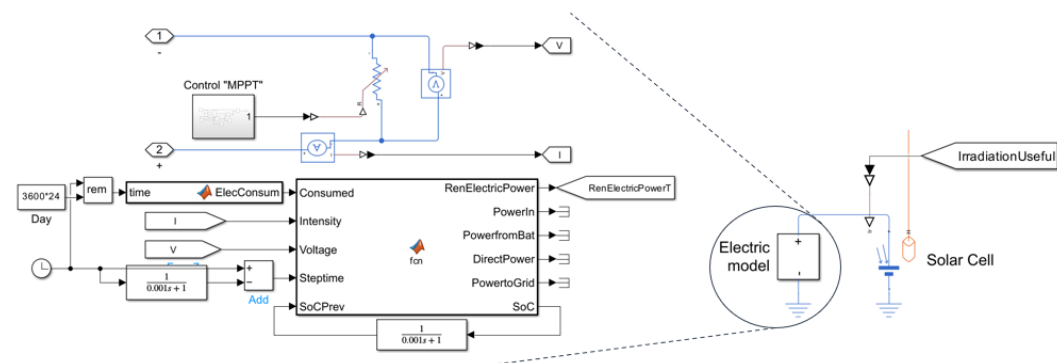 1
-
V
Control "MPPT"
1
2
+
I
IrradiationUseful
3600*24
Day
rem
time
ElecConsum
Consumed
Intensity
Voltage
Steptime
SoCPrev
fcn
RenElectricPower
PowerIn
PowerfromBat
DirectPower
PowertoGrid
SoC
RenElectricPowerT
I
V
1
0.001s + 1
+
−
Add
1
0.001s + 1
Electric
model
+
-
Solar Cell